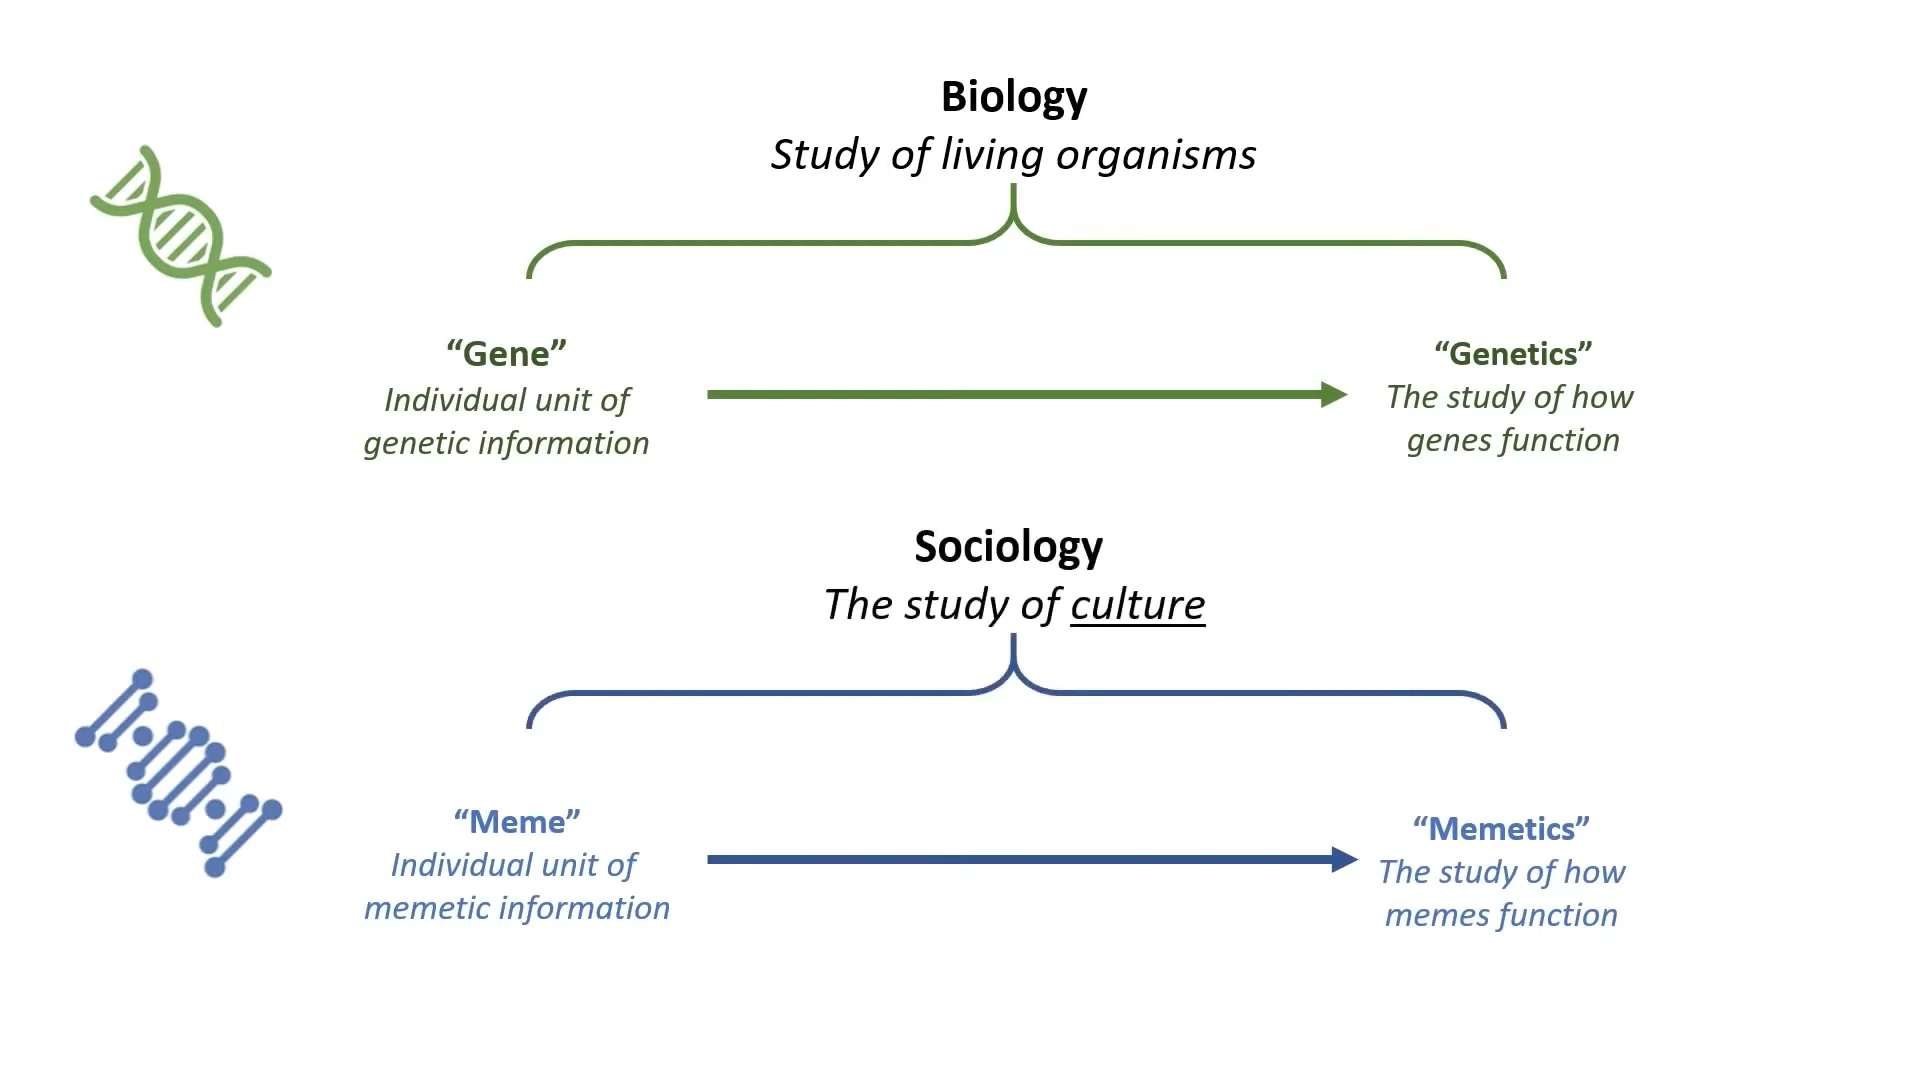 Biology
Study of living organisms
“Gene”
Individual unit of
genetic information
“Genetics”
The study of how
genes function
Sociology
The study of culture
“Meme”
Individual unit of
memetic information
“Memetics”
The study of how
memes function